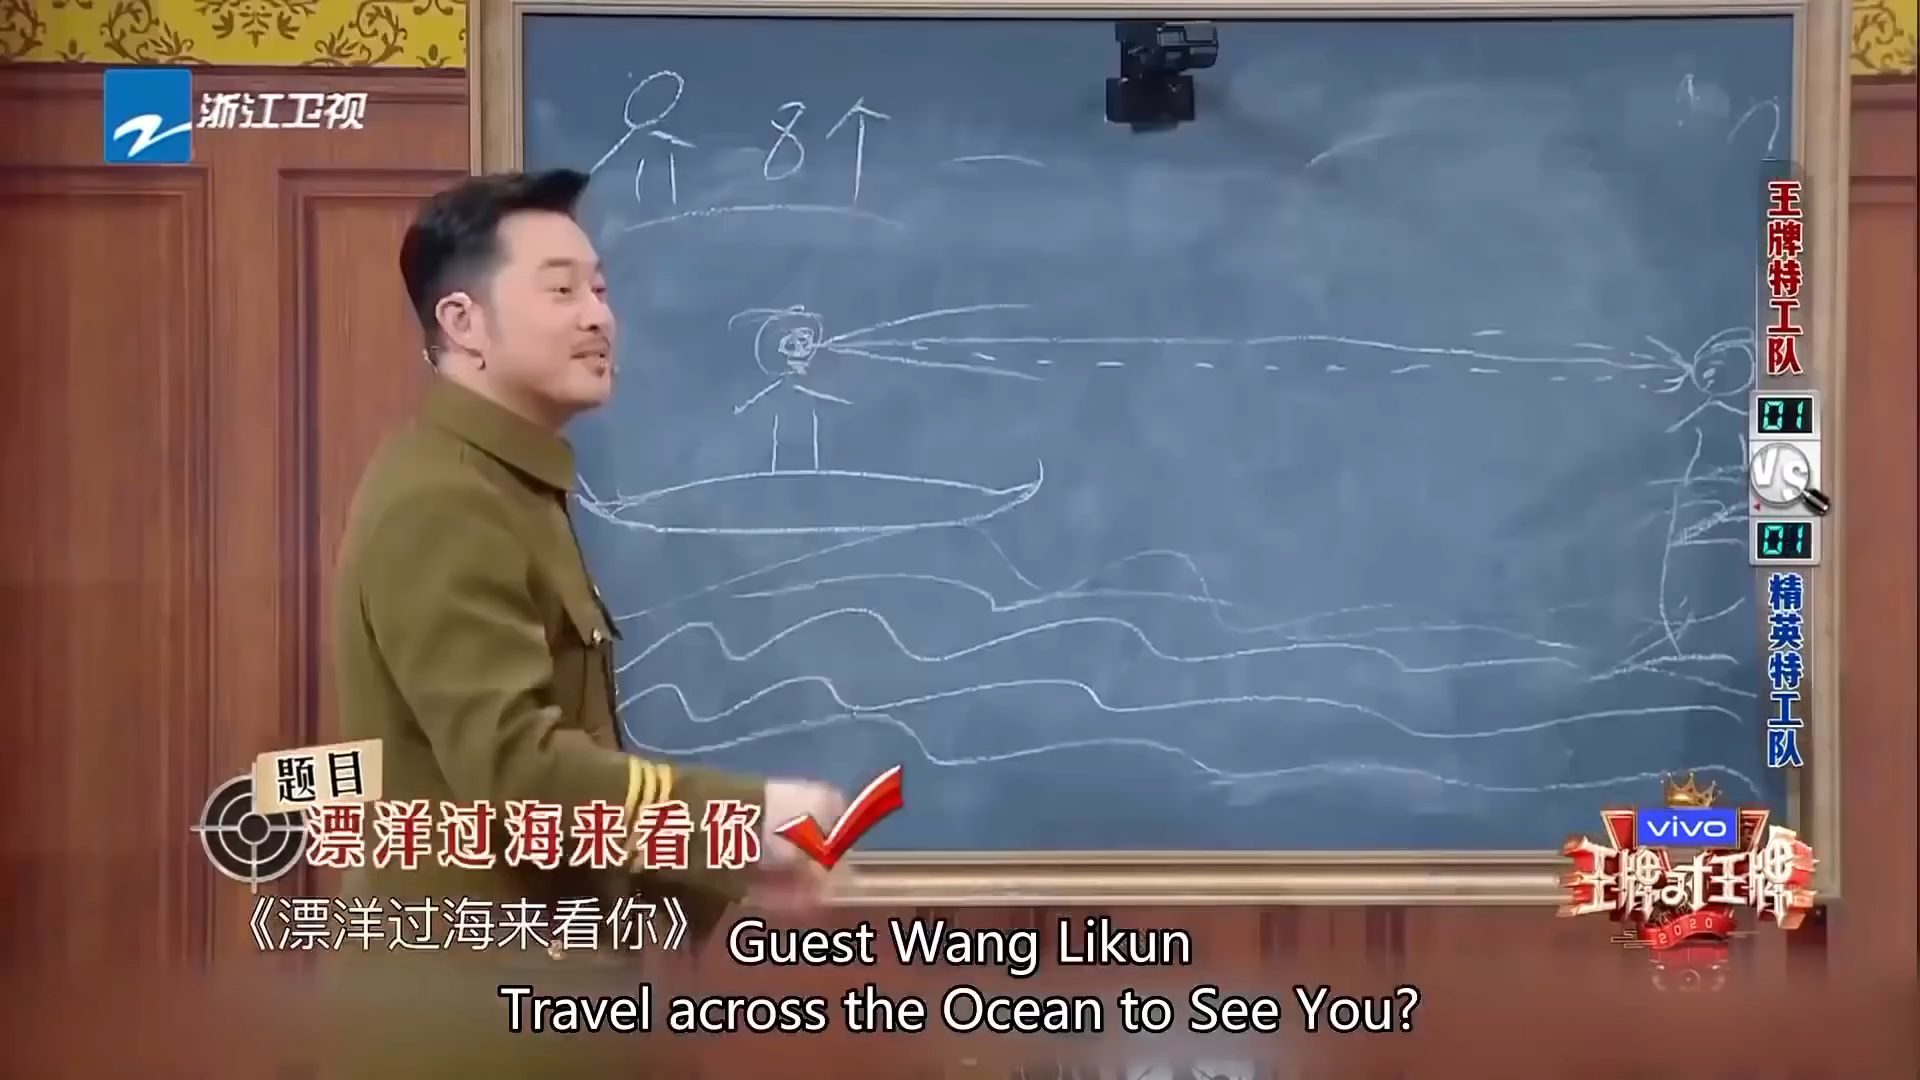 浙江卫视
8个
王牌特工队
01
VS
01
精英特工队
题目
漂洋过海来看你
《漂洋过海来看你》
vivo
王牌对王牌
2020
Guest Wang Likun
Travel across the Ocean to See You?